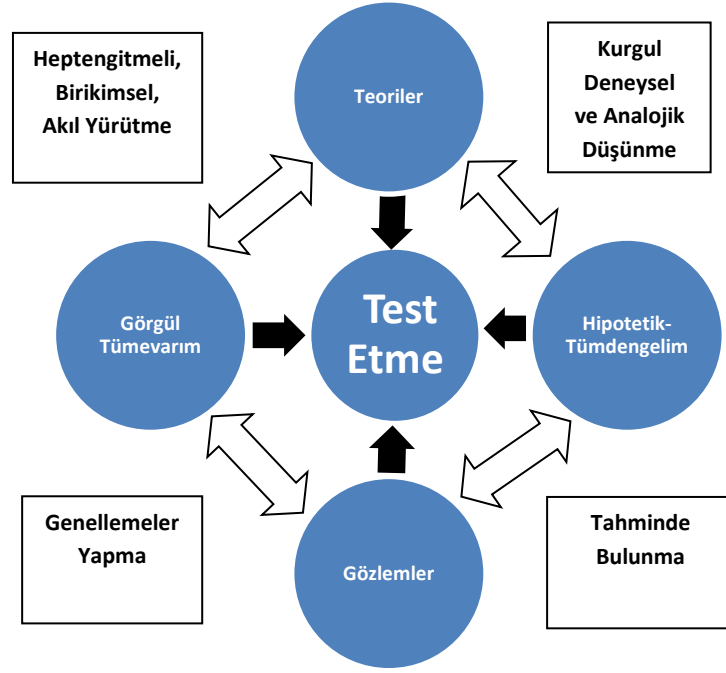 Heptengitmeli,
Birikimsel,
Akıl Yürütme
Teoriler
Kurgul
Deneysel
ve Analojik
Düşünme
Görgül
Tümevarım
Test
Etme
Hipotetik-
Tümdengelim
Genellemeler
Yapma
Gözlemler
Tahminde
Bulunma